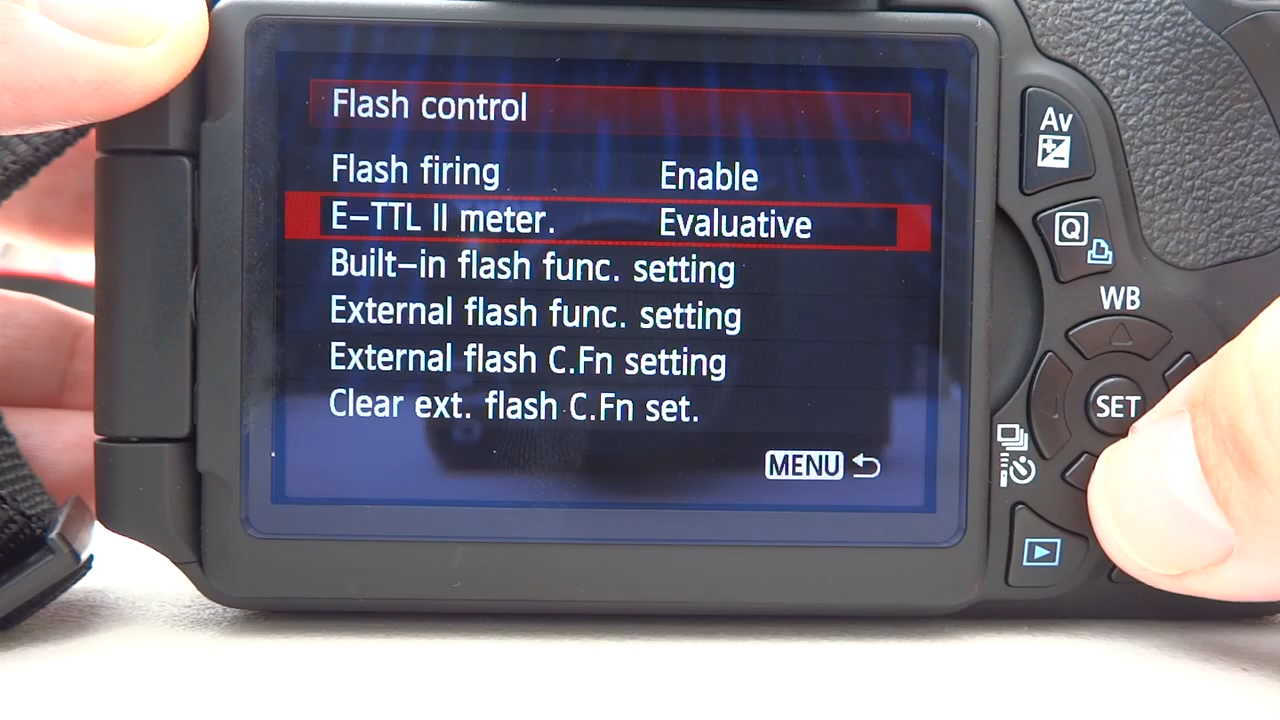 Flash control
Flash firing Enable
E-TTL II meter. Evaluative
Built-in flash func. setting
External flash func. setting
External flash C.Fn setting
Clear ext. flash C.Fn set.
MENU
Av
Q
WB
SET